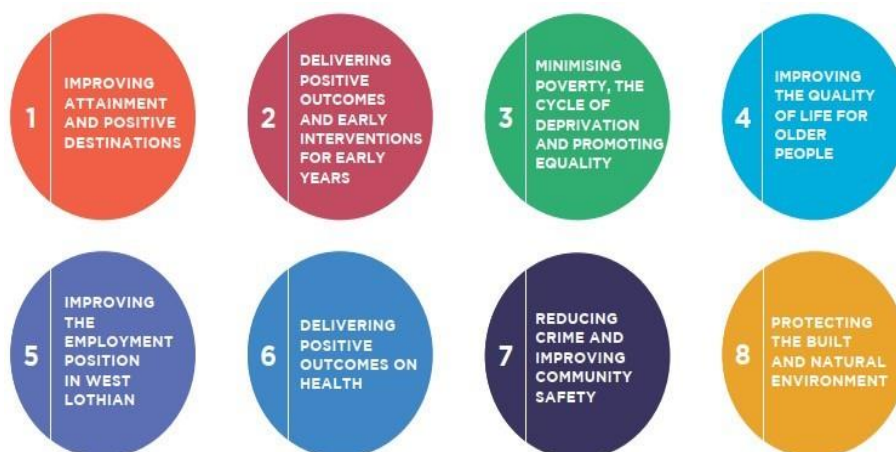 1
IMPROVING
ATTAINMENT
AND POSITIVE
DESTINATIONS
2
DELIVERING
POSITIVE
OUTCOMES
AND EARLY
INTERVENTIONS
FOR EARLY
YEARS
3
MINIMISING
POVERTY, THE
CYCLE OF
DEPRIVATION
AND PROMOTING
EQUALITY
4
IMPROVING
THE QUALITY
OF LIFE FOR
OLDER
PEOPLE
5
IMPROVING
THE
EMPLOYMENT
POSITION
IN WEST
LOTHIAN
6
DELIVERING
POSITIVE
OUTCOMES ON
HEALTH
7
REDUCING
CRIME AND
IMPROVING
COMMUNITY
SAFETY
8
PROTECTING
THE BUILT
AND NATURAL
ENVIRONMENT